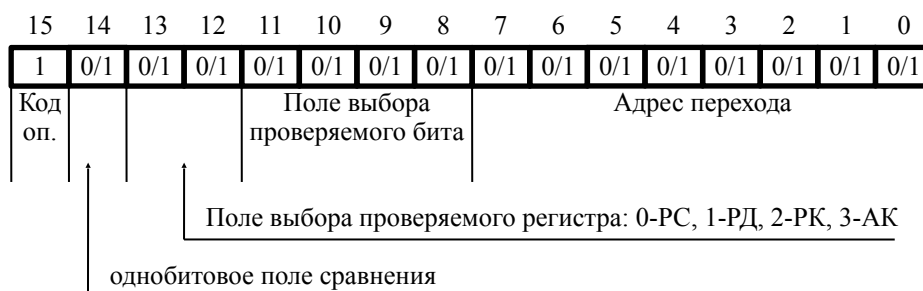 15 14 13 12 11 10 9 8 7 6 5 4 3 2 1 0
1 0/1 0/1 0/1 0/1 0/1 0/1 0/1 0/1 0/1 0/1 0/1 0/1 0/1 0/1 0/1
Код Поле выбора Адрес перехода
оп. проверяемого бита
Поле выбора проверяемого регистра: 0-РС, 1-РД, 2-РК, 3-АК
однобитовое поле сравнения